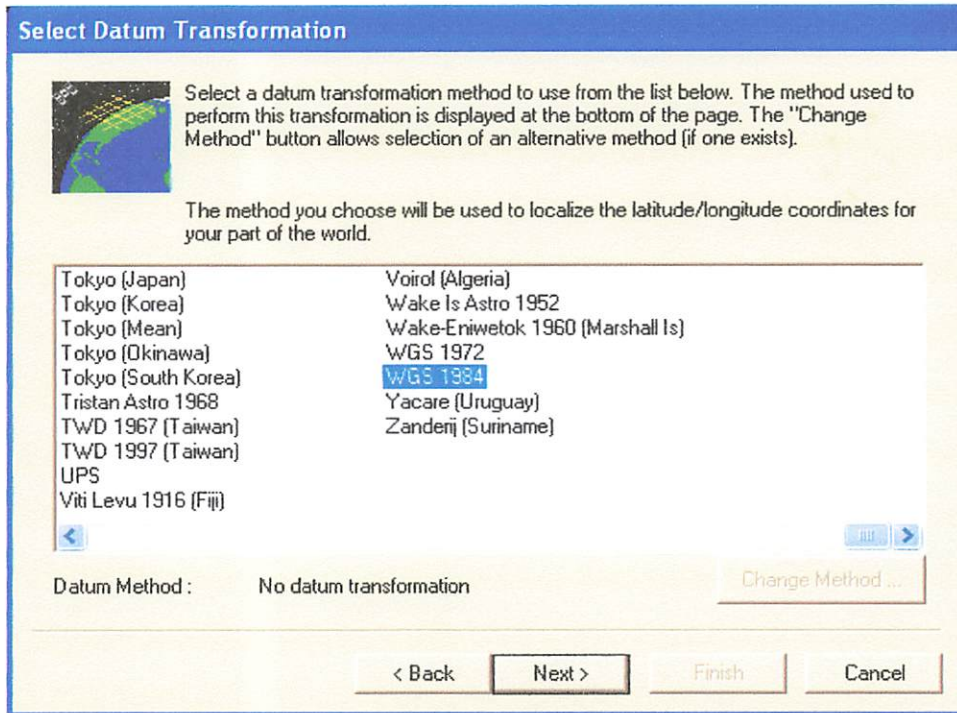 Select Datum Transformation
Select a datum transformation method to use from the list below. The method used to
perform this transformation is displayed at the bottom of the page. The "Change
Method" button allows selection of an alternative method (if one exists).
The method you choose will be used to localize the latitude/longitude coordinates for
your part of the world.
Tokyo (Japan)
Tokyo (Korea)
Tokyo (Mean)
Tokyo (Okinawa)
Tokyo (South Korea)
Tristan Astro 1968
TWD 1967 (Taiwan)
TWD 1997 (Taiwan)
UPS
Viti Levu 1916 (Fiji)
Voirol (Algeria)
Wake Is Astro 1952
Wake-Eniwetok 1960 (Marshall Is)
WGS 1972
WGS 1984
Yacare (Uruguay)
Zanderij (Suriname)
Datum Method : No datum transformation
Change Method ...
< Back Next > Finish Cancel